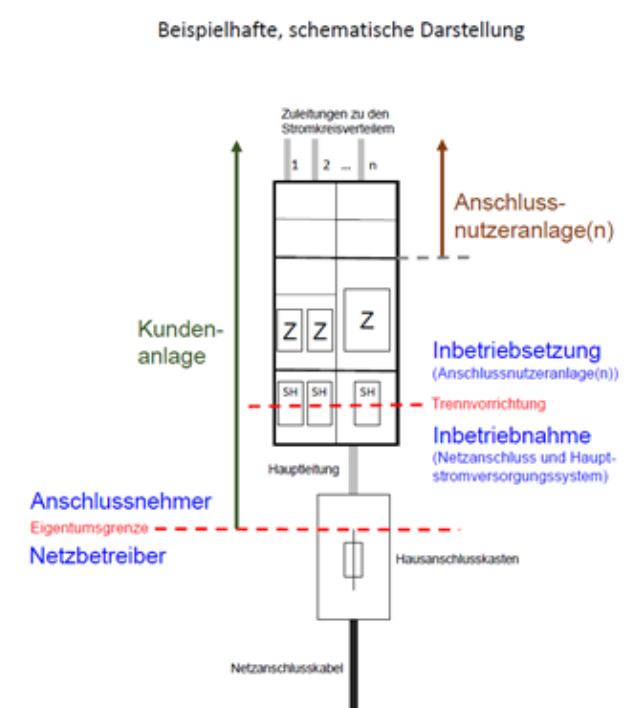 Beispielhafte, schematische Darstellung
Zuleitungen zu den
Stromkreisverteilern
1 2 ... n
Anschluss-
nutzeranlage(n)
Kunden-
anlage
Z Z Z
Inbetriebsetzung
(Anschlussnutzeranlage(n))
SH SH SH
Trennvorrichtung
Inbetriebnahme
(Netzanschluss und Haupt-
stromversorgungssystem)
Hauptleitung
Anschlussnehmer
Eigentumsgrenze
Netzbetreiber
Hausanschlusskasten
Netzanschlusskabel